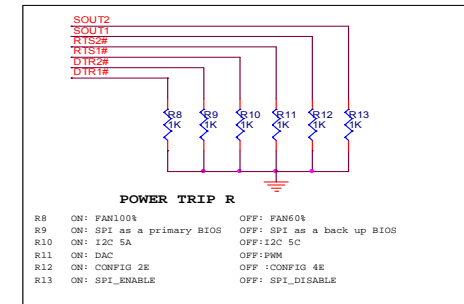 SOUT2
SOUT1
RTS2#
RTS1#
DTR2#
DTR1#
R8 R9 R10 R11 R12 R13
1K 1K 1K 1K 1K 1K
POWER TRIP R
R8 ON: FAN100% OFF: FAN60%
R9 ON: SPI as a primary BIOS OFF: SPI as a back up BIOS
R10 ON: I2C 5A OFF:I2C 5C
R11 ON: DAC OFF:PWM
R12 ON: CONFIG 2E OFF :CONFIG 4E
R13 ON: SPI_ENABLE OFF: SPI_DISABLE